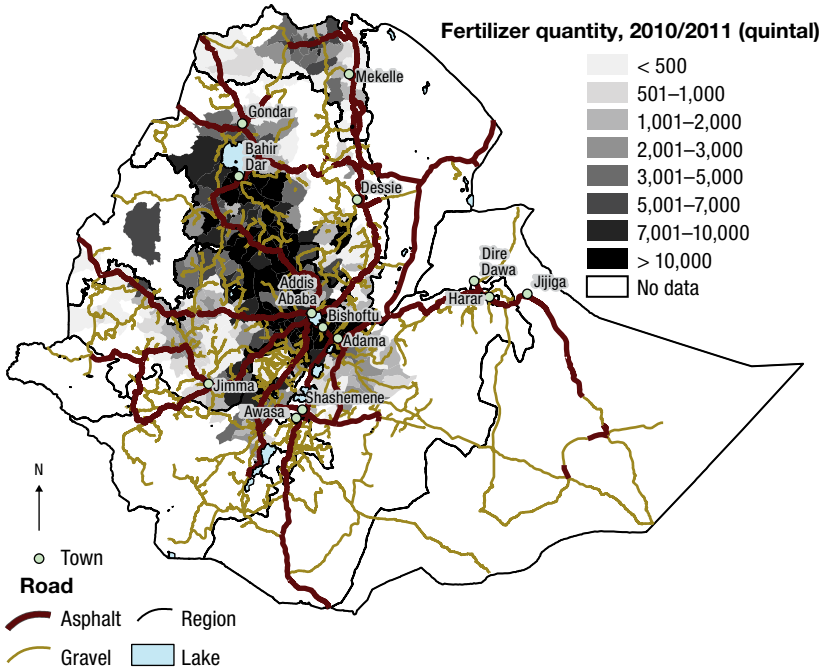 Fertilizer quantity, 2010/2011 (quintal)
< 500
501–1,000
1,001–2,000
2,001–3,000
3,001–5,000
5,001–7,000
7,001–10,000
> 10,000
No data
Mekelle
Gondar
Bahir
Dar
Dessie
Dire
Dawa
Harar
Jijiga
Addis
Ababa
Bishoftu
Adama
Jimma
Shashemene
Awasa
N
Town
Road
Asphalt
Region
Gravel
Lake